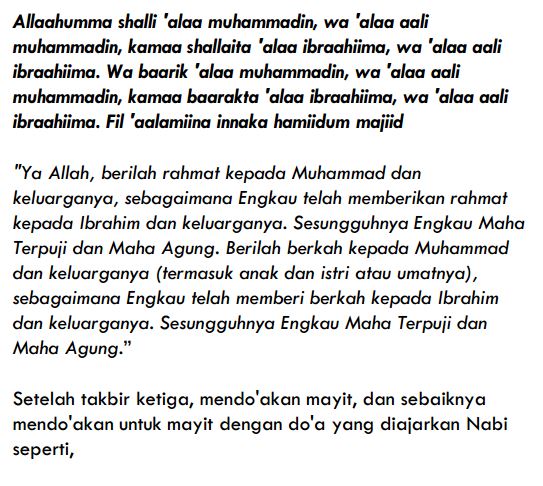 Allaahumma shalli 'alaa muhammadin, wa 'alaa aali
muhammadin, kamaa shallaita 'alaa ibraahiima, wa 'alaa aali
ibraahiima. Wa baarik 'alaa muhammadin, wa 'alaa aali
muhammadin, kamaa baarakta 'alaa ibraahiima, wa 'alaa aali
ibraahiima. Fil 'aalamiina innaka hamiidum majiid
"Ya Allah, berilah rahmat kepada Muhammad dan
keluarganya, sebagaimana Engkau telah memberikan rahmat
kepada Ibrahim dan keluarganya. Sesungguhnya Engkau Maha
Terpuji dan Maha Agung. Berilah berkah kepada Muhammad
dan keluarganya (termasuk anak dan istri atau umatnya),
sebagaimana Engkau telah memberi berkah kepada Ibrahim
dan keluarganya. Sesungguhnya Engkau Maha Terpuji dan
Maha Agung.”
Setelah takbir ketiga, mendo'akan mayit, dan sebaiknya
mendo'akan untuk mayit dengan do'a yang diajarkan Nabi
seperti,